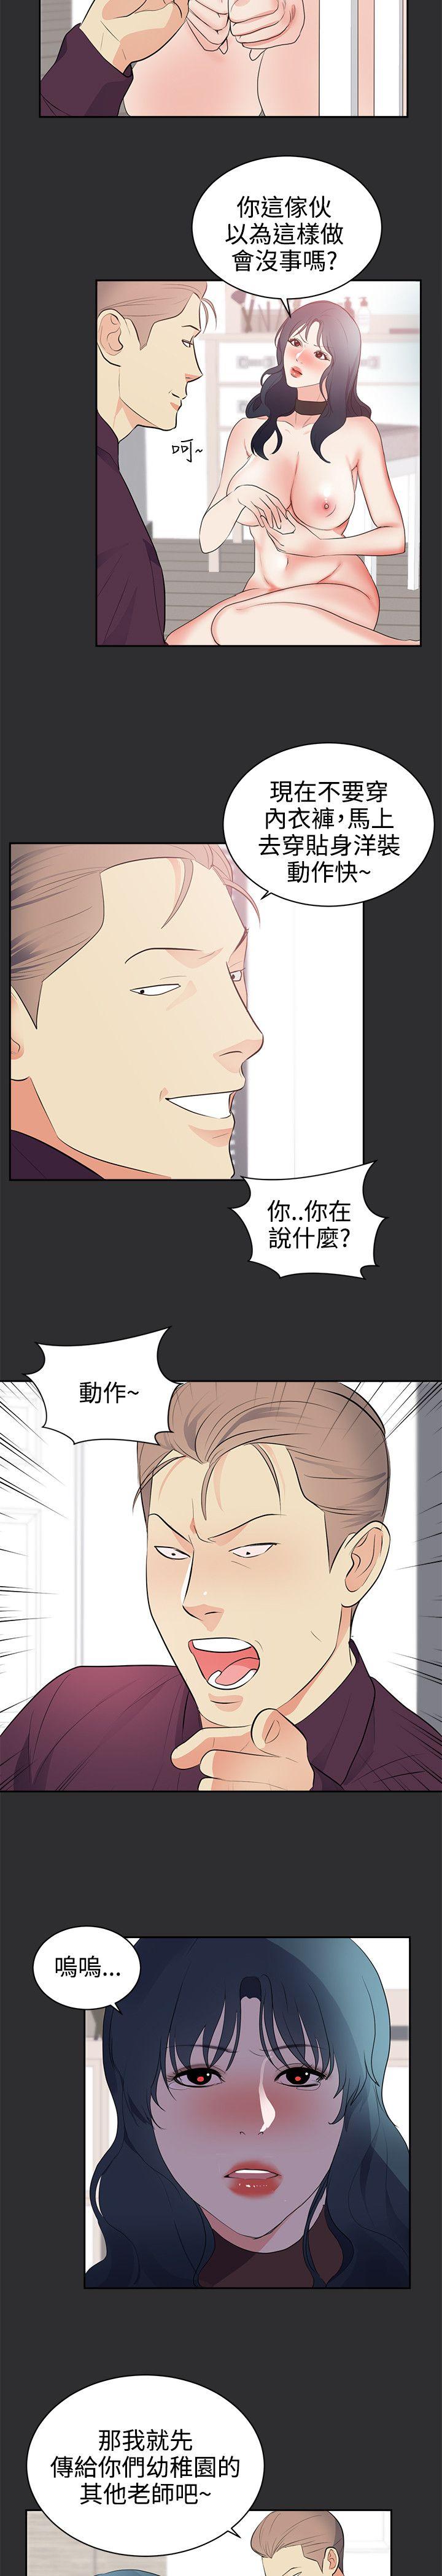 你這傢伙
以為這樣做
會沒事嗎?
呵~
現在不要穿
內衣褲,馬上
去穿貼身洋裝
動作快~
你..你在
說什麼?
動作~
嗚嗚...
那我就先
傳給你們幼稚園的
其他老師吧~